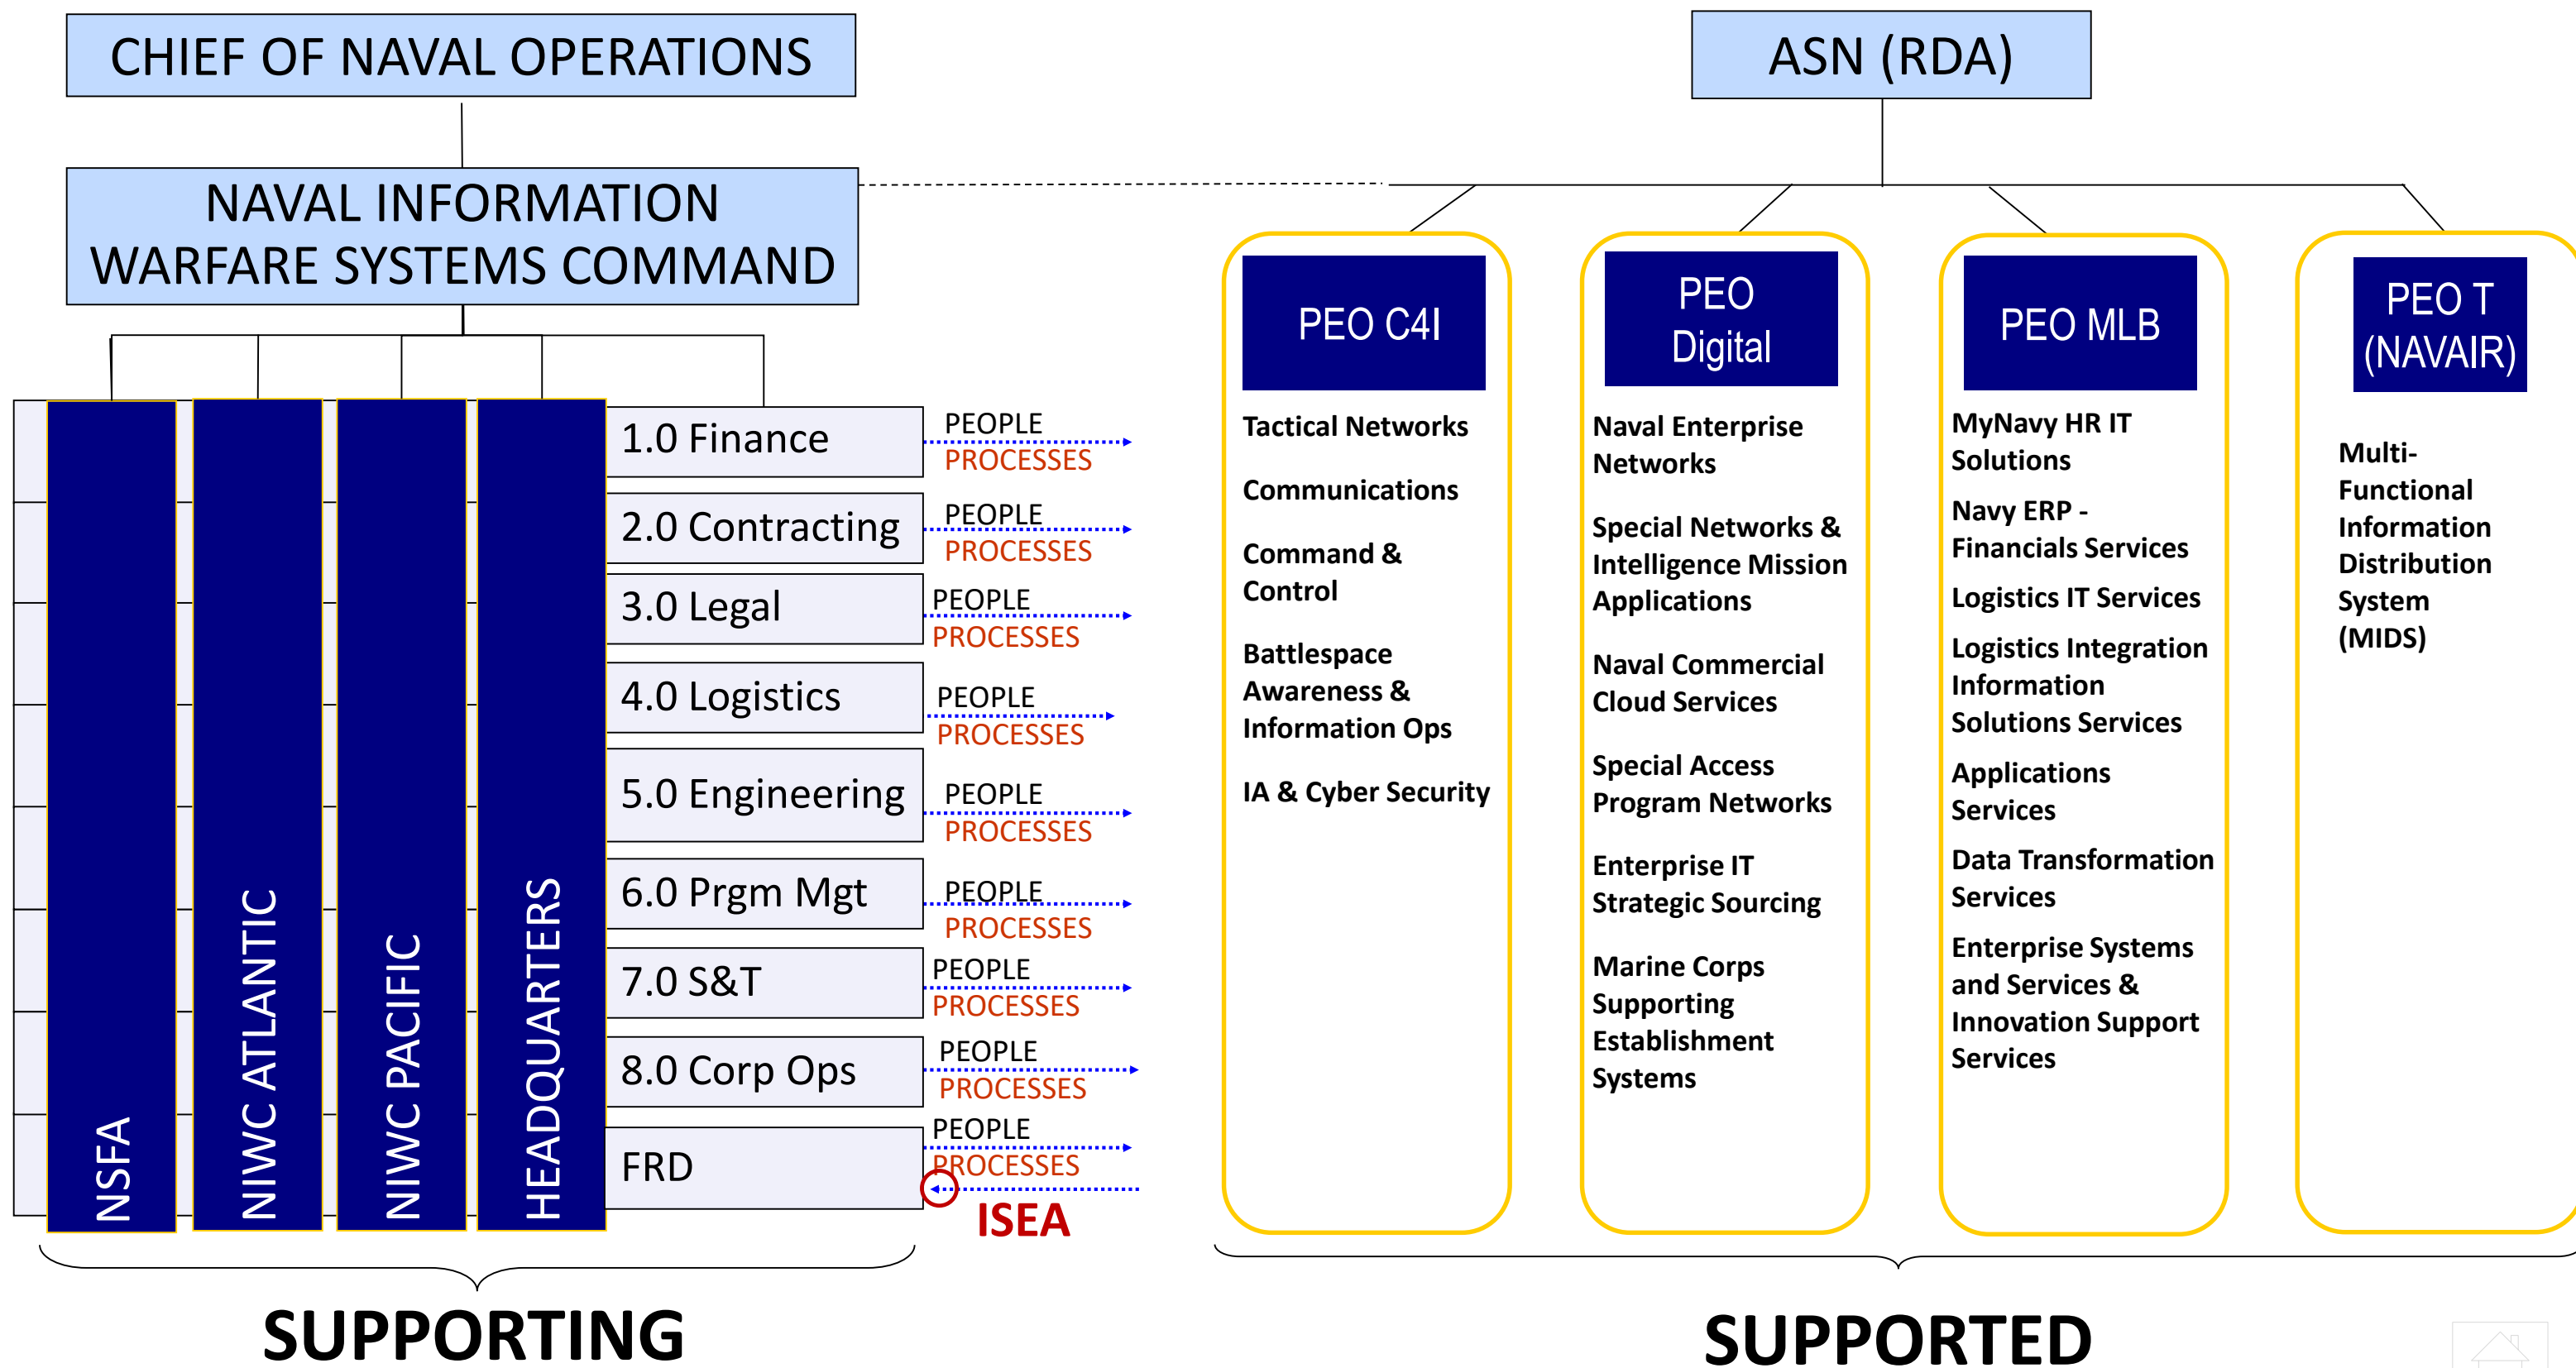 CHIEF OF NAVAL OPERATIONS
NAVAL INFORMATION
WARFARE SYSTEMS COMMAND
NSFA
NIWC ATLANTIC
NIWC PACIFIC
HEADQUARTERS
1.0 Finance
PEOPLE
PROCESSES
2.0 Contracting
PEOPLE
PROCESSES
3.0 Legal
PEOPLE
PROCESSES
4.0 Logistics
PEOPLE
PROCESSES
5.0 Engineering
PEOPLE
PROCESSES
6.0 Prgm Mgt
PEOPLE
PROCESSES
7.0 S&T
PEOPLE
PROCESSES
8.0 Corp Ops
PEOPLE
PROCESSES
FRD
PEOPLE
PROCESSES
ISEA
SUPPORTING
ASN (RDA)
PEO C4I
Tactical Networks
Communications
Command &
Control
Battlespace
Awareness &
Information Ops
IA & Cyber Security
PEO
Digital
Naval Enterprise
Networks
Special Networks &
Intelligence Mission
Applications
Naval Commercial
Cloud Services
Special Access
Program Networks
Enterprise IT
Strategic Sourcing
Marine Corps
Supporting
Establishment
Systems
PEO MLB
MyNavy HR IT
Solutions
Navy ERP -
Financials Services
Logistics IT Services
Logistics Integration
Information
Solutions Services
Applications
Services
Data Transformation
Services
Enterprise Systems
and Services &
Innovation Support
Services
PEO T
(NAVAIR)
Multi-
Functional
Information
Distribution
System
(MIDS)
SUPPORTED